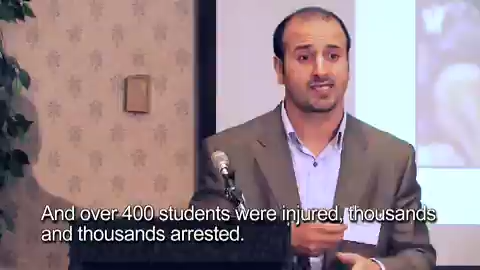 And over 400 students were injured, thousands
and thousands arrested.